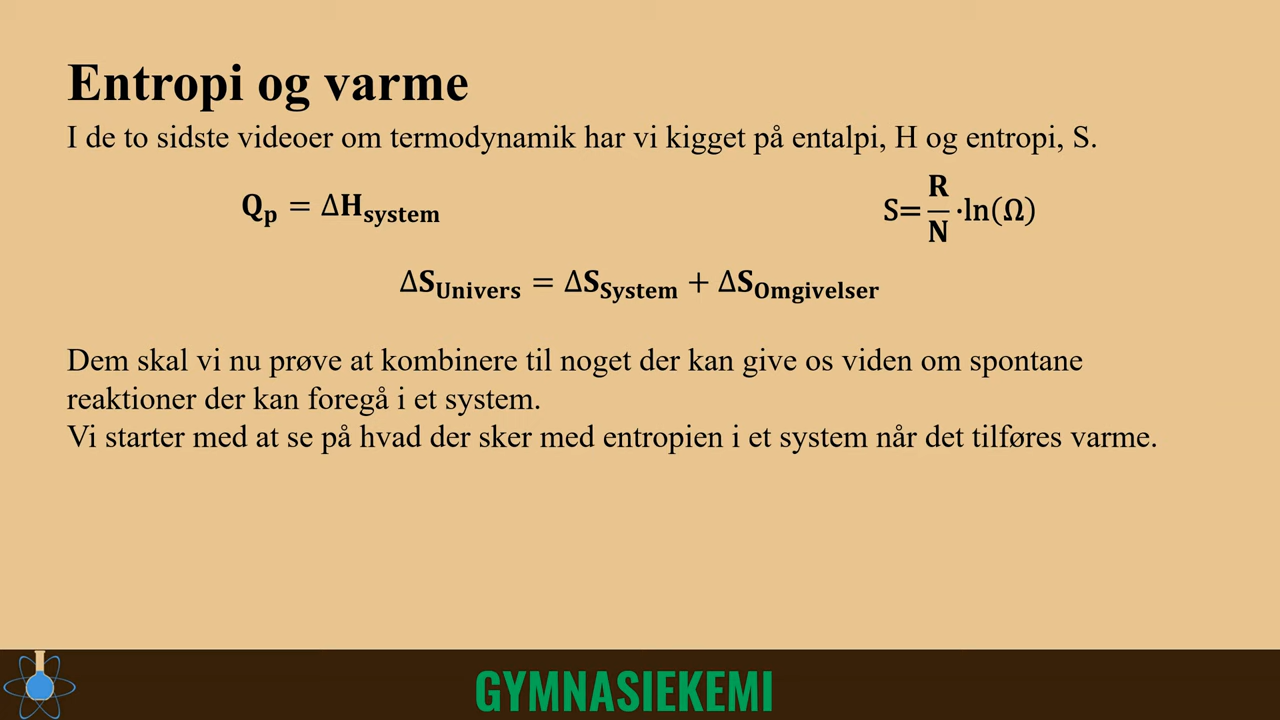 Entropi og varme
I de to sidste videoer om termodynamik har vi kigget på entalpi, H og entropi, S.
Qp = ΔHsystem
S= R/N ·ln(Ω)
ΔSUnivers = ΔSSystem + ΔSOmgivelser
Dem skal vi nu prøve at kombinere til noget der kan give os viden om spontane
reaktioner der kan foregå i et system.
Vi starter med at se på hvad der sker med entropien i et system når det tilføres varme.
GYMNASIEKEMI